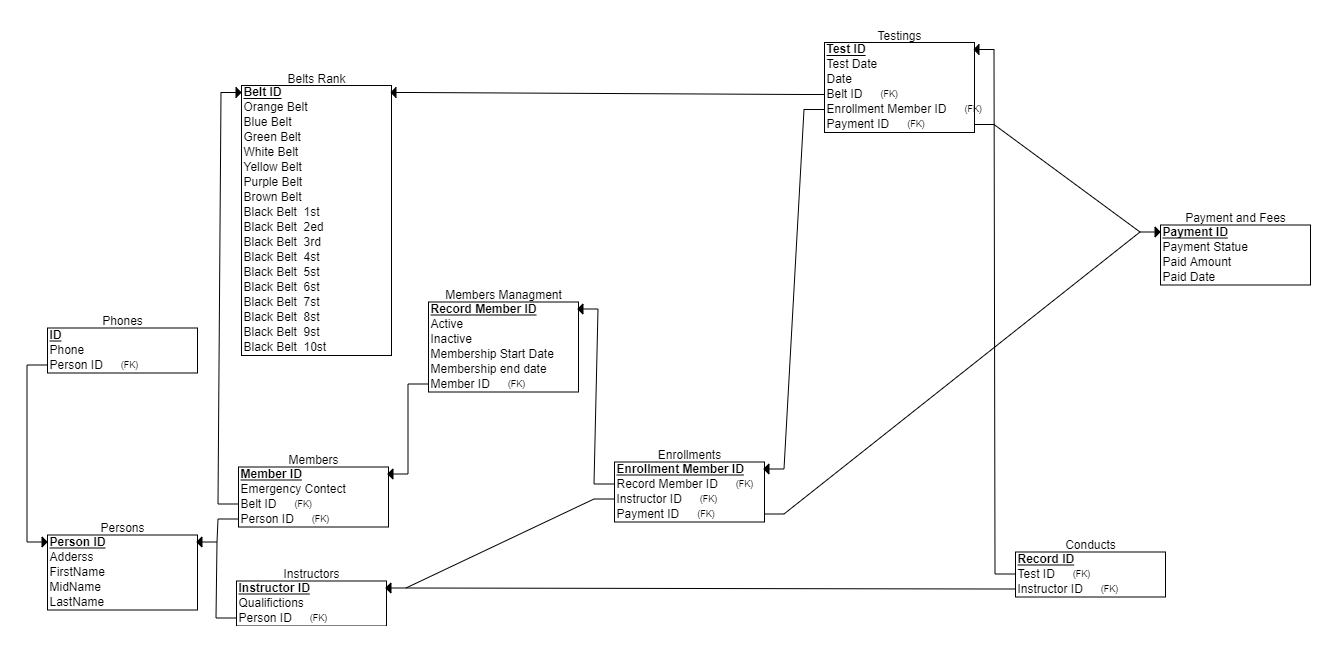 Testings
Test ID
Test Date
Date
Belt ID (FK)
Enrollment Member ID (FK)
Payment ID (FK)
Belts Rank
Belt ID
Orange Belt
Blue Belt
Green Belt
White Belt
Yellow Belt
Purple Belt
Brown Belt
Black Belt 1st
Black Belt 2ed
Black Belt 3rd
Black Belt 4st
Black Belt 5st
Black Belt 6st
Black Belt 7st
Black Belt 8st
Black Belt 9st
Black Belt 10st
Payment and Fees
Payment ID
Payment Statue
Paid Amount
Paid Date
Members Managment
Record Member ID
Active
Inactive
Membership Start Date
Membership end date
Member ID (FK)
Phones
ID
Phone
Person ID (FK)
Members
Member ID
Emergency Contect
Belt ID (FK)
Person ID (FK)
Enrollments
Enrollment Member ID
Record Member ID (FK)
Instructor ID (FK)
Payment ID (FK)
Persons
Person ID
Adderss
FirstName
MidName
LastName
Instructors
Instructor ID
Qualifictions
Person ID (FK)
Conducts
Record ID
Test ID (FK)
Instructor ID (FK)